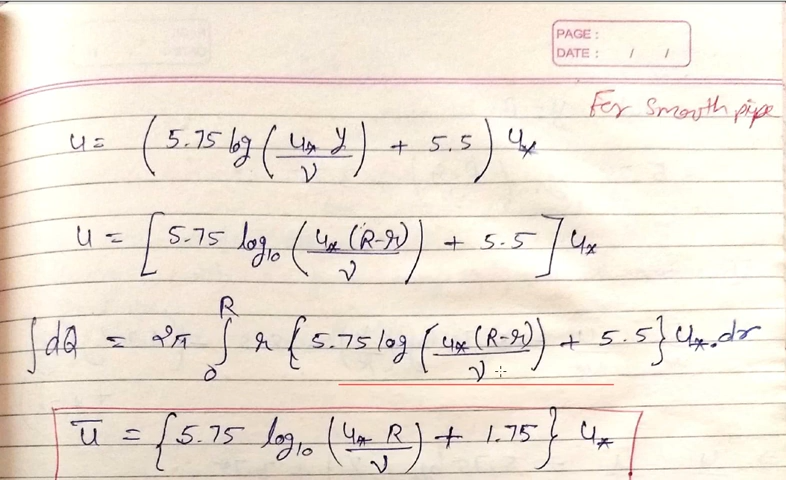 PAGE :
DATE : / /
For smooth pipe
u = (5.75 log (u* y / ν) + 5.5) u*
u = [5.75 log₁₀ (u* (R-r) / ν) + 5.5] u*
∫dQ = 2π ∫₀ᴿ r {5.75 log (u* (R-r) / ν) + 5.5} u*.dr
ū = {5.75 log₁₀ (u* R / ν) + 1.75} u*